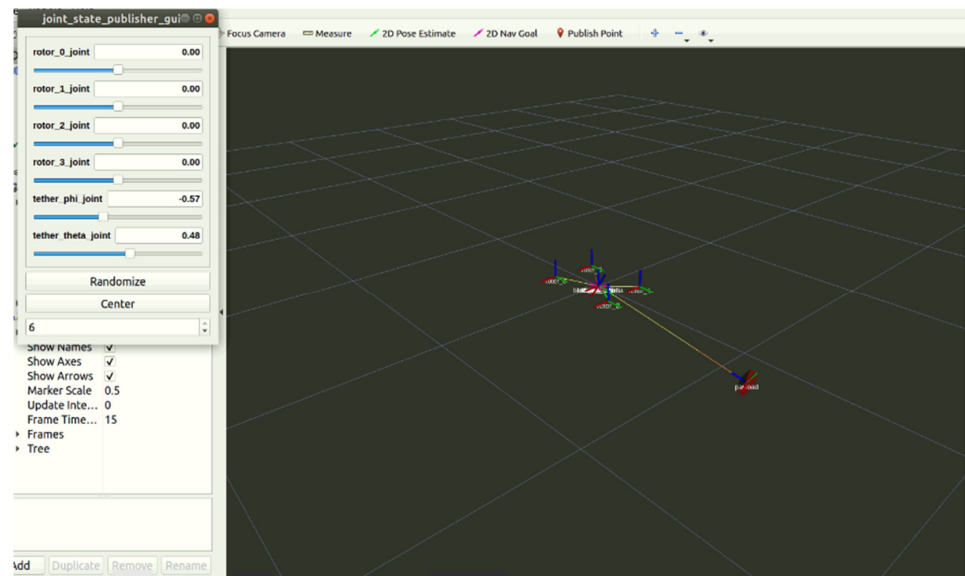 joint_state_publisher_gui
Focus Camera Measure 2D Pose Estimate 2D Nav Goal Publish Point
rotor_0_joint 0.00
rotor_1_joint 0.00
rotor_2_joint 0.00
rotor_3_joint 0.00
tether_phi_joint -0.57
tether_theta_joint 0.48
Randomize
Center
6
Show Names
Show Axes
Show Arrows
Marker Scale 0.5
Update Inte... 0
Frame Time... 15
Frames
Tree
Add Duplicate Remove Rename
payload